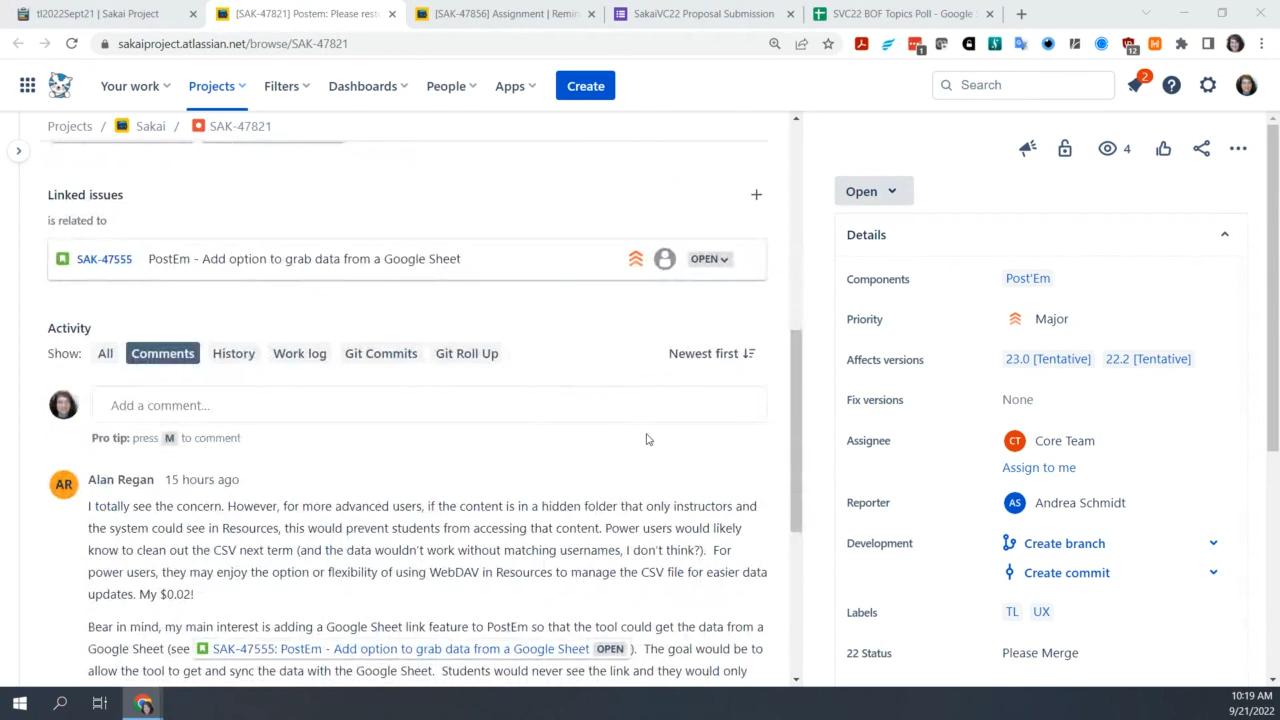 tl2022Sept21 | Sakai Project
[SAK-47821] Postem: Please rest
[SAK-47856] Assignment | Remin
SakaiVC22 Proposal Submission
SVC22 BOF Topics Poll - Google
sakaiproject.atlassian.net/browse/SAK-47821
1
12
Your work
Projects
Filters
Dashboards
People
Apps
Create
Search
2
Projects / Sakai / SAK-47821
4
Open
Linked issues
is related to
SAK-47555 PostEm - Add option to grab data from a Google Sheet OPEN
Activity
Show: All Comments History Work log Git Commits Git Roll Up Newest first
Add a comment...
Pro tip: press M to comment
AR Alan Regan 15 hours ago
I totally see the concern. However, for more advanced users, if the content is in a hidden folder that only instructors and
the system could see in Resources, this would prevent students from accessing that content. Power users would likely
know to clean out the CSV next term (and the data wouldn't work without matching usernames, I don't think?). For
power users, they may enjoy the option or flexibility of using WebDAV in Resources to manage the CSV file for easier data
updates. My $0.02!
Bear in mind, my main interest is adding a Google Sheet link feature to PostEm so that the tool could get the data from a
Google Sheet (see SAK-47555: PostEm - Add option to grab data from a Google Sheet OPEN ). The goal would be to
allow the tool to get and sync the data with the Google Sheet. Students would never see the link and they would only
Details
Components Post'Em
Priority Major
Affects versions 23.0 [Tentative] 22.2 [Tentative]
Fix versions None
Assignee CT Core Team
Assign to me
Reporter AS Andrea Schmidt
Development Create branch
Create commit
Labels TL UX
22 Status Please Merge
10:19 AM
9/21/2022